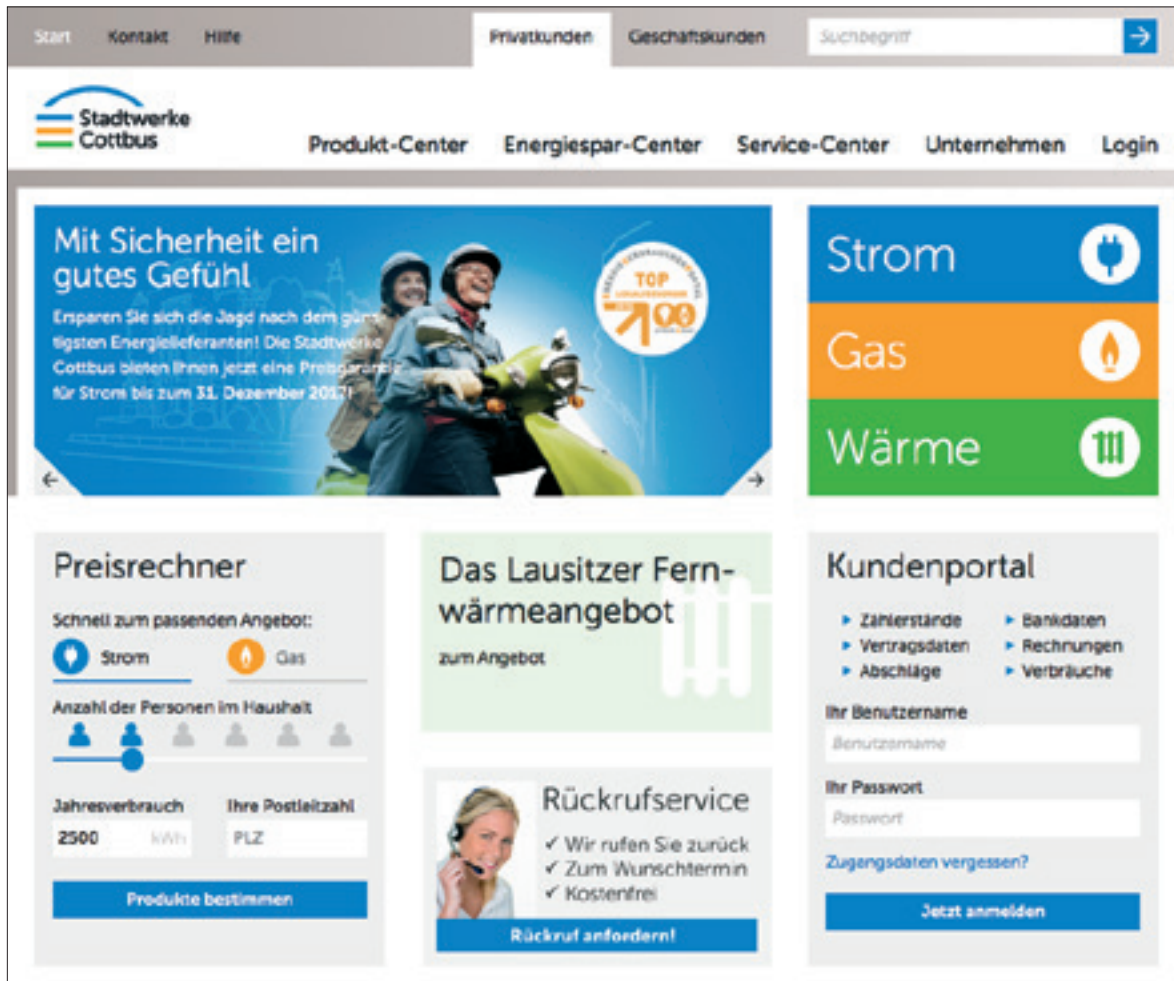 Start Kontakt Hilfe Privatkunden Geschäftskunden Suchbegriff
Stadtwerke
Cottbus
Produkt-Center Energiespar-Center Service-Center Unternehmen Login
Mit Sicherheit ein
gutes Gefühl
Ersparen Sie sich die Jagd nach dem güns-
tigsten Energielieferanten! Die Stadtwerke
Cottbus bieten Ihnen jetzt eine Preisgarantie
für Strom bis zum 31. Dezember 2017!
TOP
Strom
Gas
Wärme
Preisrechner
Schnell zum passenden Angebot:
Strom Gas
Anzahl der Personen im Haushalt
Jahresverbrauch Ihre Postleitzahl
2500 kWh PLZ
Produkte bestimmen
Das Lausitzer Fern-
wärmeangebot
zum Angebot
Rückrufservice
✓ Wir rufen Sie zurück
✓ Zum Wunschtermin
✓ Kostenfrei
Rückruf anfordern!
Kundenportal
Zählerstände Bankdaten
Vertragsdaten Rechnungen
Abschläge Verbräuche
Ihr Benutzername
Benutzername
Ihr Passwort
Passwort
Zugangsdaten vergessen?
Jetzt anmelden